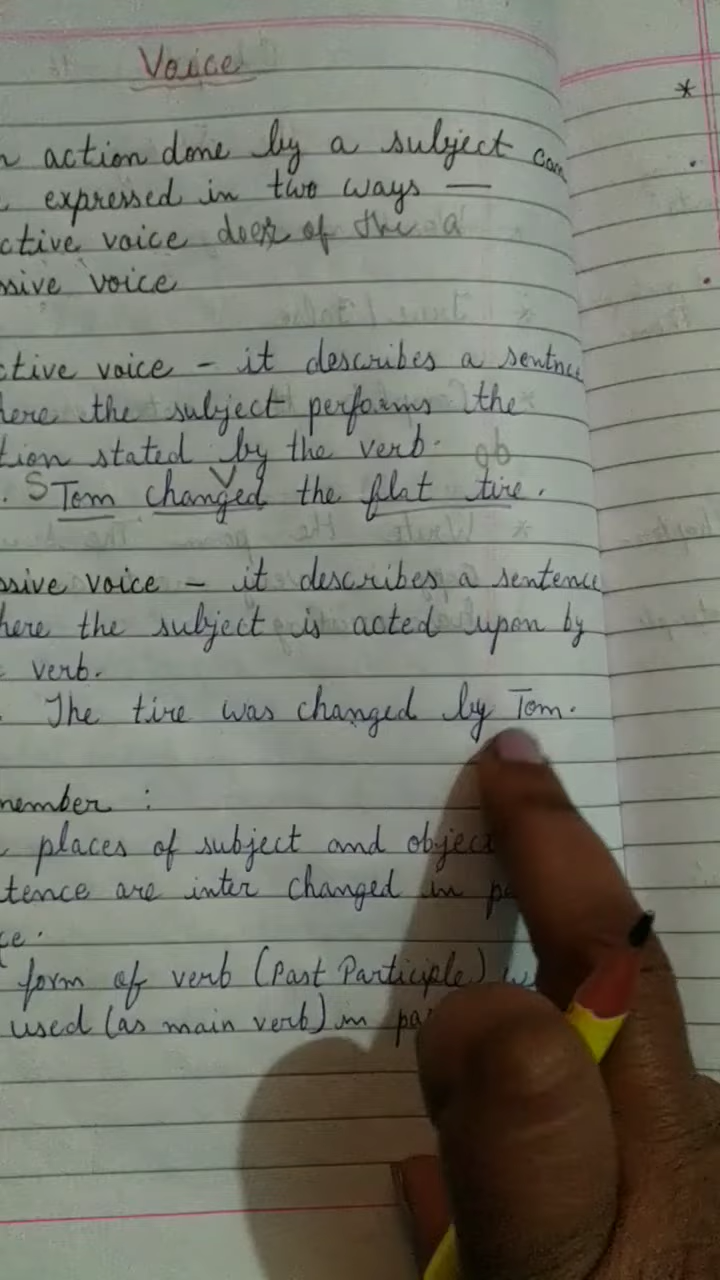 Voice
action done by a subject can
expressed in two ways —
ctive voice doer of the a
ssive voice
ctive voice - it describes a sentnce
here the subject performs the
tion stated by the verb.
. S Tom changed the flat tire.
V
ssive voice - it describes a sentence
here the subject is acted upon by
verb.
. The tire was changed by Tom.
member :
places of subject and object
tence are inter changed in
ce.
form of verb (Past Participle)
used (as main verb) in pa